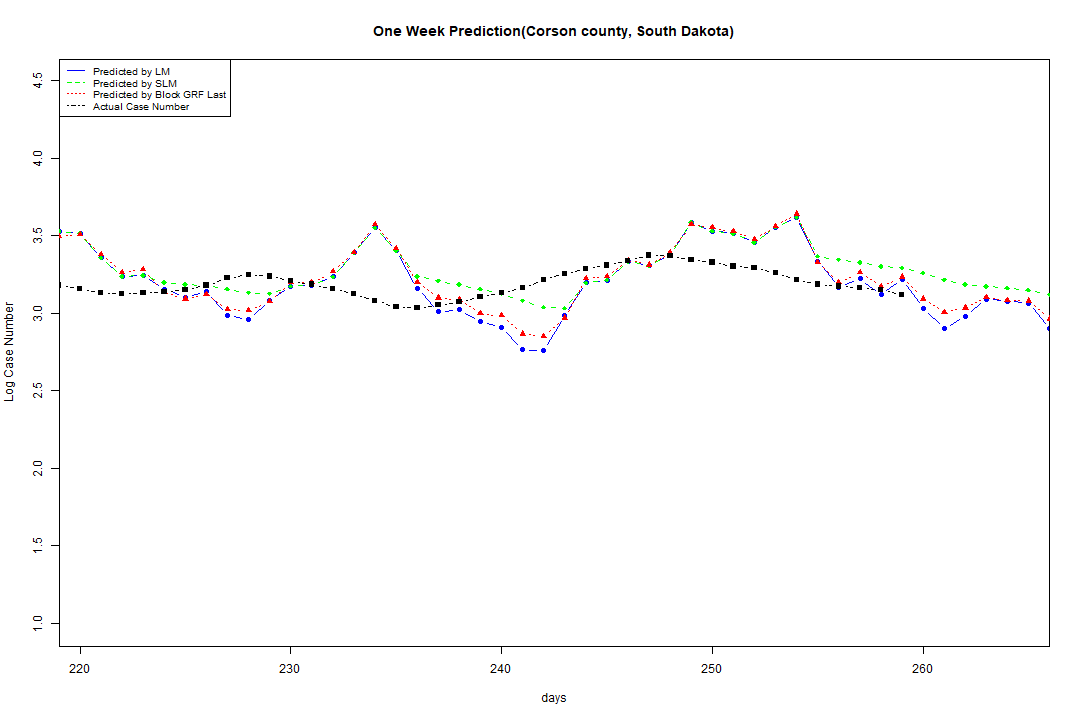 One Week Prediction(Corson county, South Dakota)
Predicted by LM
Predicted by SLM
Predicted by Block GRF Last
Actual Case Number
4.5
4.0
3.5
3.0
2.5
2.0
1.5
1.0
Log Case Number
220 230 240 250 260
days